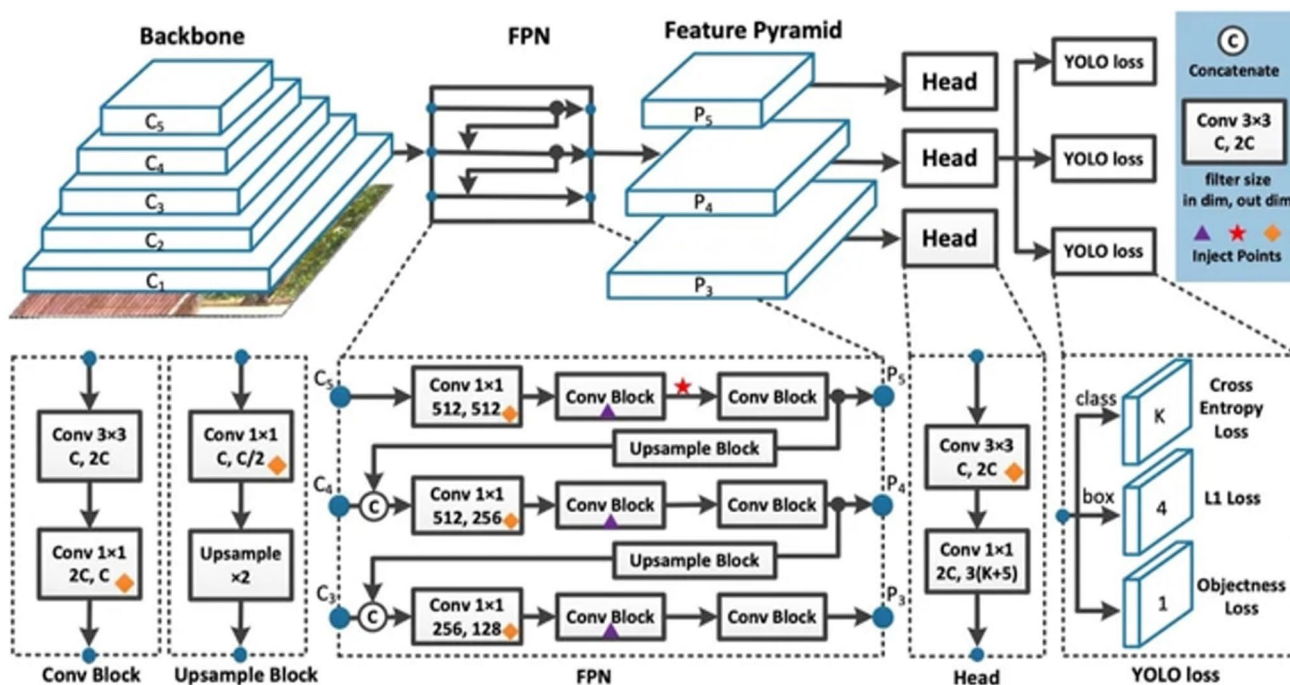 Backbone
FPN
Feature Pyramid
C5
C4
C3
C2
C1
P5
P4
P3
Head
Head
Head
YOLO loss
YOLO loss
YOLO loss
C
Concatenate
Conv 3×3
C, 2C
filter size
in dim, out dim
Inject Points
Conv 3×3
C, 2C
Conv 1×1
2C, C
Conv Block
Conv 1×1
C, C/2
Upsample
×2
Upsample Block
C5
Conv 1×1
512, 512
Conv Block
Conv Block
P5
Upsample Block
C4
C
Conv 1×1
512, 256
Conv Block
Conv Block
P4
Upsample Block
C3
C
Conv 1×1
256, 128
Conv Block
Conv Block
P3
FPN
Conv 3×3
C, 2C
Conv 1×1
2C, 3(K+5)
Head
class
K
Cross
Entropy
Loss
box
4
L1 Loss
1
Objectness
Loss
YOLO loss